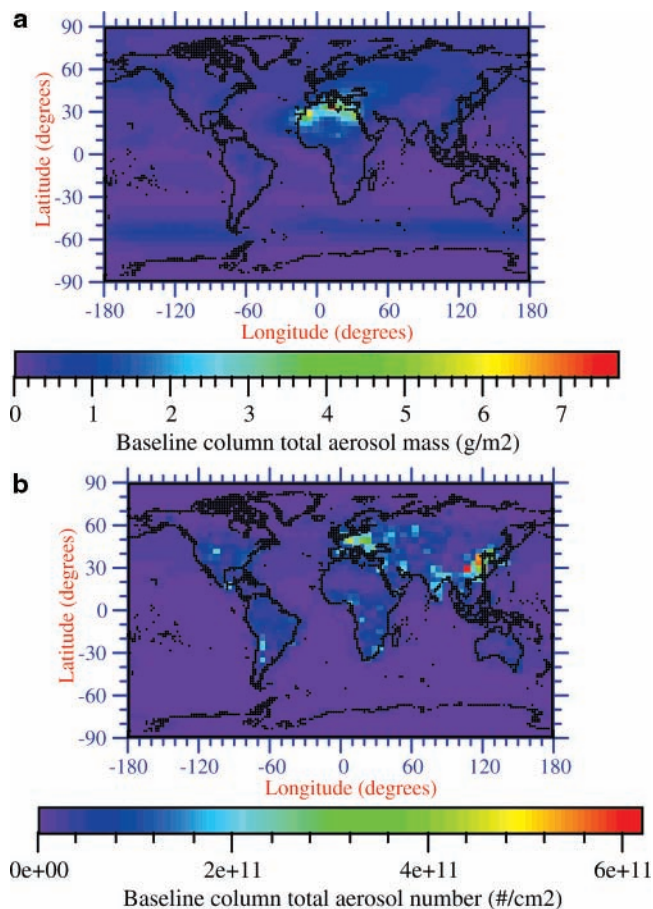 a
90
60
30
0
-30
-60
-90
Latitude (degrees)
-180 -120 -60 0 60 120 180
Longitude (degrees)
0 1 2 3 4 5 6 7
Baseline column total aerosol mass (g/m2)
b
90
60
30
0
-30
-60
-90
Latitude (degrees)
-180 -120 -60 0 60 120 180
Longitude (degrees)
0e+00 2e+11 4e+11 6e+11
Baseline column total aerosol number (#/cm2)